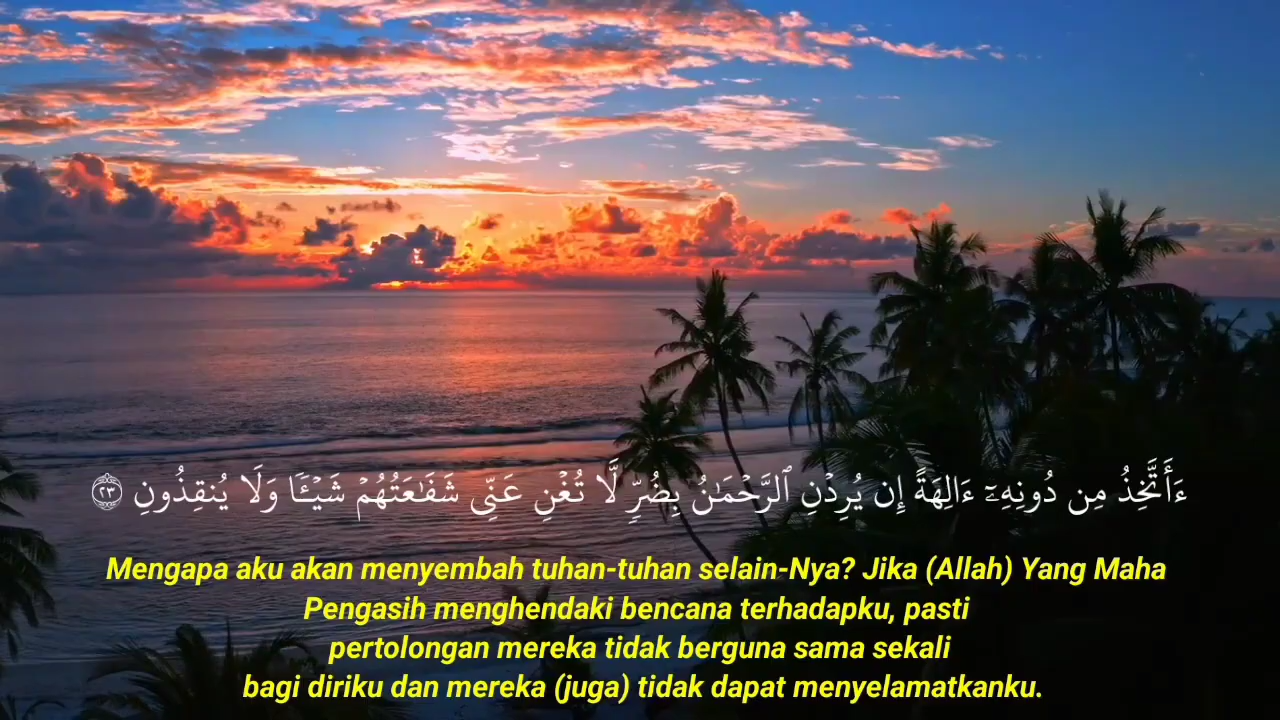 ءَأَتَّخِذُ مِن دُونِهِۦٓ ءَالِهَةً إِن يُرِدْنِ ٱلرَّحْمَٰنُ بِضُرٍّ لَّا تُغْنِ عَنِّى شَفَٰعَتُهُمْ شَيْـًٔا وَلَا يُنقِذُونِ ٢٣
Mengapa aku akan menyembah tuhan-tuhan selain-Nya? Jika (Allah) Yang Maha
Pengasih menghendaki bencana terhadapku, pasti
pertolongan mereka tidak berguna sama sekali
bagi diriku dan mereka (juga) tidak dapat menyelamatkanku.